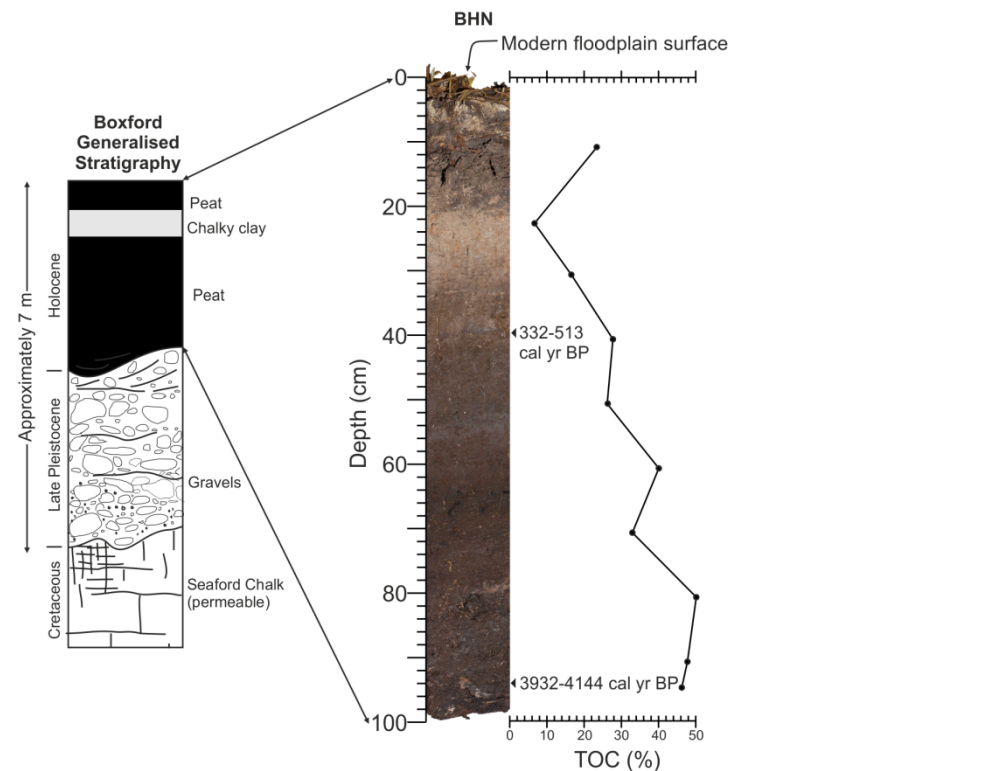 BHN
Modern floodplain surface
Boxford
Generalised
Stratigraphy
Peat
Chalky clay
Peat
Gravels
Seaford Chalk
(permeable)
Approximately 7 m
Holocene
Late Pleistocene
Cretaceous
Depth (cm)
0
20
40
60
80
100
332-513
cal yr BP
3932-4144 cal yr BP
0 10 20 30 40 50
TOC (%)